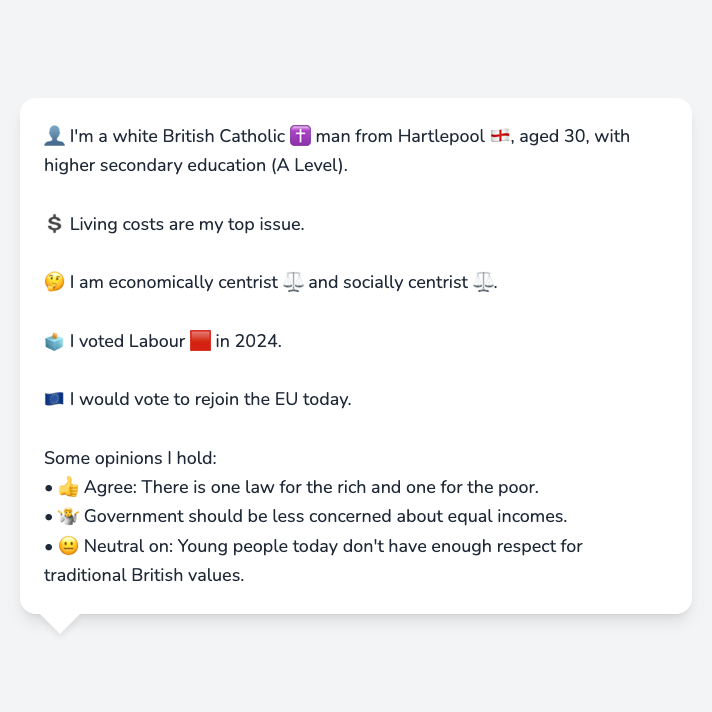 👤 I'm a white British Catholic ✝️ man from Hartlepool 🏴󠁧󠁢󠁥󠁮󠁧󠁿, aged 30, with
higher secondary education (A Level).
💲 Living costs are my top issue.
🤔 I am economically centrist ⚖️ and socially centrist ⚖️.
🗳️ I voted Labour 🟥 in 2024.
🇪🇺 I would vote to rejoin the EU today.
Some opinions I hold:
• 👍 Agree: There is one law for the rich and one for the poor.
• 🤷 Government should be less concerned about equal incomes.
• 😐 Neutral on: Young people today don't have enough respect for
traditional British values.